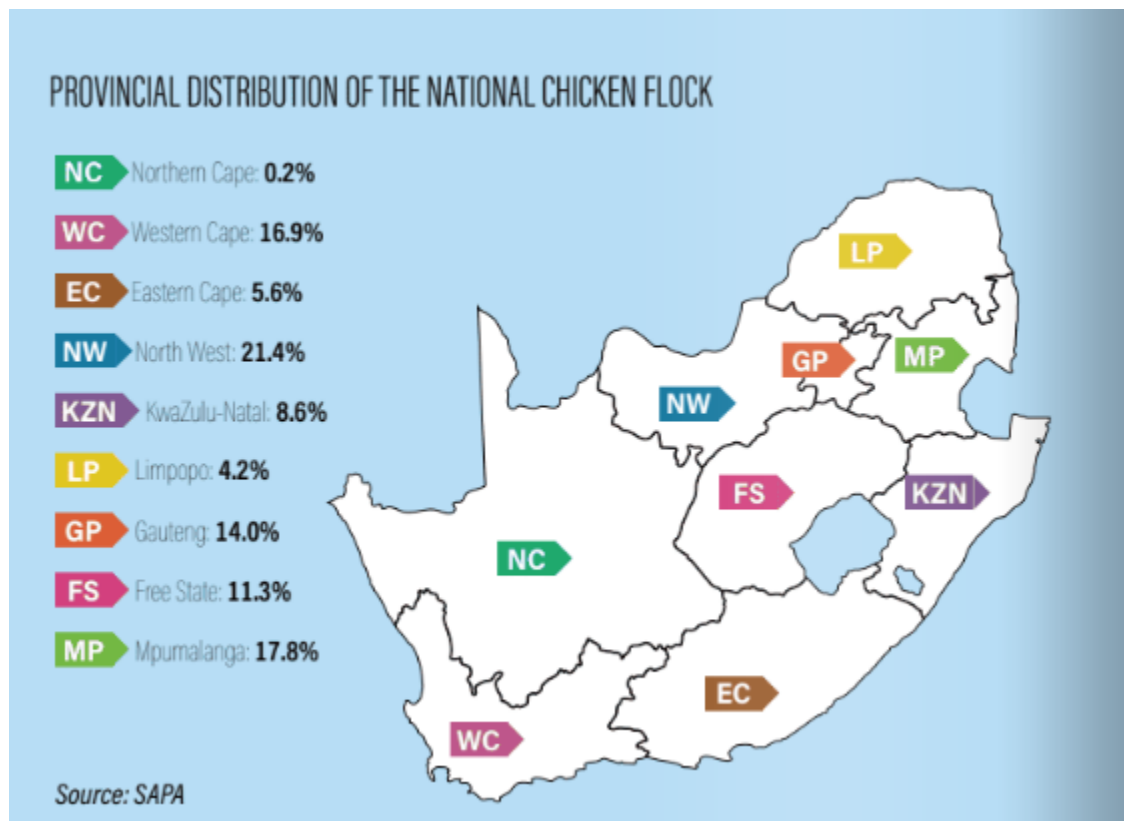 PROVINCIAL DISTRIBUTION OF THE NATIONAL CHICKEN FLOCK
NC Northern Cape: 0.2%
WC Western Cape: 16.9%
EC Eastern Cape: 5.6%
NW North West: 21.4%
KZN KwaZulu-Natal: 8.6%
LP Limpopo: 4.2%
GP Gauteng: 14.0%
FS Free State: 11.3%
MP Mpumalanga: 17.8%
LP
GP
MP
NW
FS
KZN
NC
EC
WC
Source: SAPA